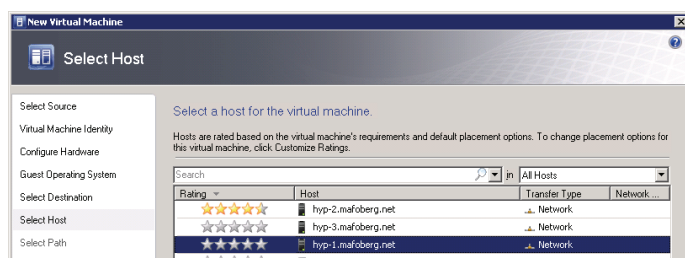 New Virtual Machine
Select Host
Select Source
Virtual Machine Identity
Configure Hardware
Guest Operating System
Select Destination
Select Host
Select Path
Select a host for the virtual machine.
Hosts are rated based on the virtual machine's requirements and default placement options. To change placement options for
this virtual machine, click Customize Ratings.
Search in All Hosts
Rating Host Transfer Type Network ...
hyp-2.mafoberg.net Network
hyp-3.mafoberg.net Network
hyp-1.mafoberg.net Network